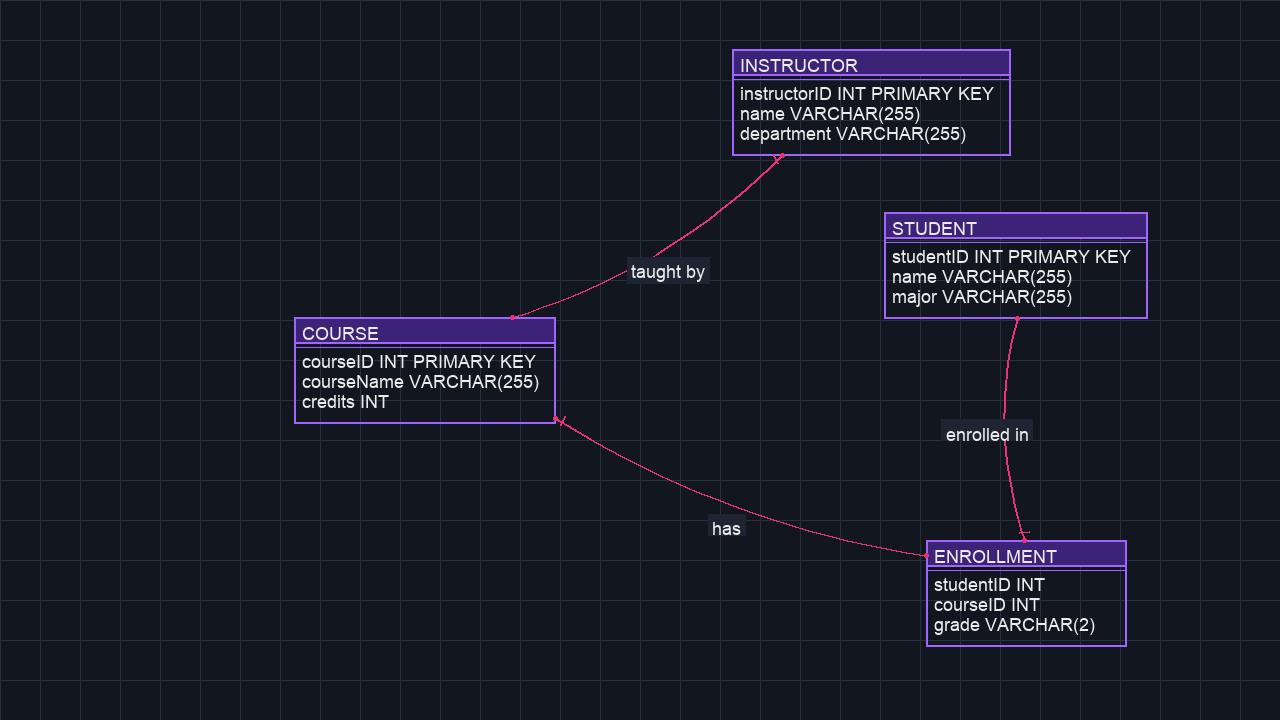 INSTRUCTOR
instructorID INT PRIMARY KEY
name VARCHAR(255)
department VARCHAR(255)
STUDENT
studentID INT PRIMARY KEY
name VARCHAR(255)
major VARCHAR(255)
taught by
COURSE
courseID INT PRIMARY KEY
courseName VARCHAR(255)
credits INT
enrolled in
has
ENROLLMENT
studentID INT
courseID INT
grade VARCHAR(2)